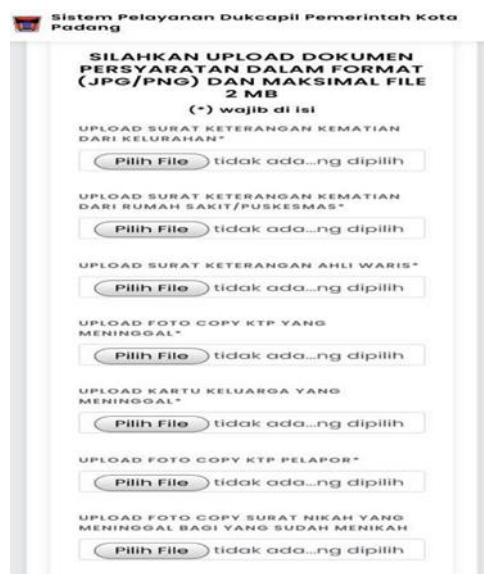 Sistem Pelayanan Dukcapil Pemerintah Kota
Padang
SILAHKAN UPLOAD DOKUMEN
PERSYARATAN DALAM FORMAT
(JPG/PNG) DAN MAKSIMAL FILE
2 MB
(*) wajib di isi
UPLOAD SURAT KETERANGAN KEMATIAN
DARI KELURAHAN*
Pilih File tidak ada...ng dipilih
UPLOAD SURAT KETERANGAN KEMATIAN
DARI RUMAH SAKIT/PUSKESMAS*
Pilih File tidak ada...ng dipilih
UPLOAD SURAT KETERANGAN AHLI WARIS*
Pilih File tidak ada...ng dipilih
UPLOAD FOTO COPY KTP YANG
MENINGGAL*
Pilih File tidak ada...ng dipilih
UPLOAD KARTU KELUARGA YANG
MENINGGAL*
Pilih File tidak ada...ng dipilih
UPLOAD FOTO COPY KTP PELAPOR*
Pilih File tidak ada...ng dipilih
UPLOAD FOTO COPY SURAT NIKAH YANG
MENINGGAL BAGI YANG SUDAH MENIKAH
Pilih File tidak ada...ng dipilih